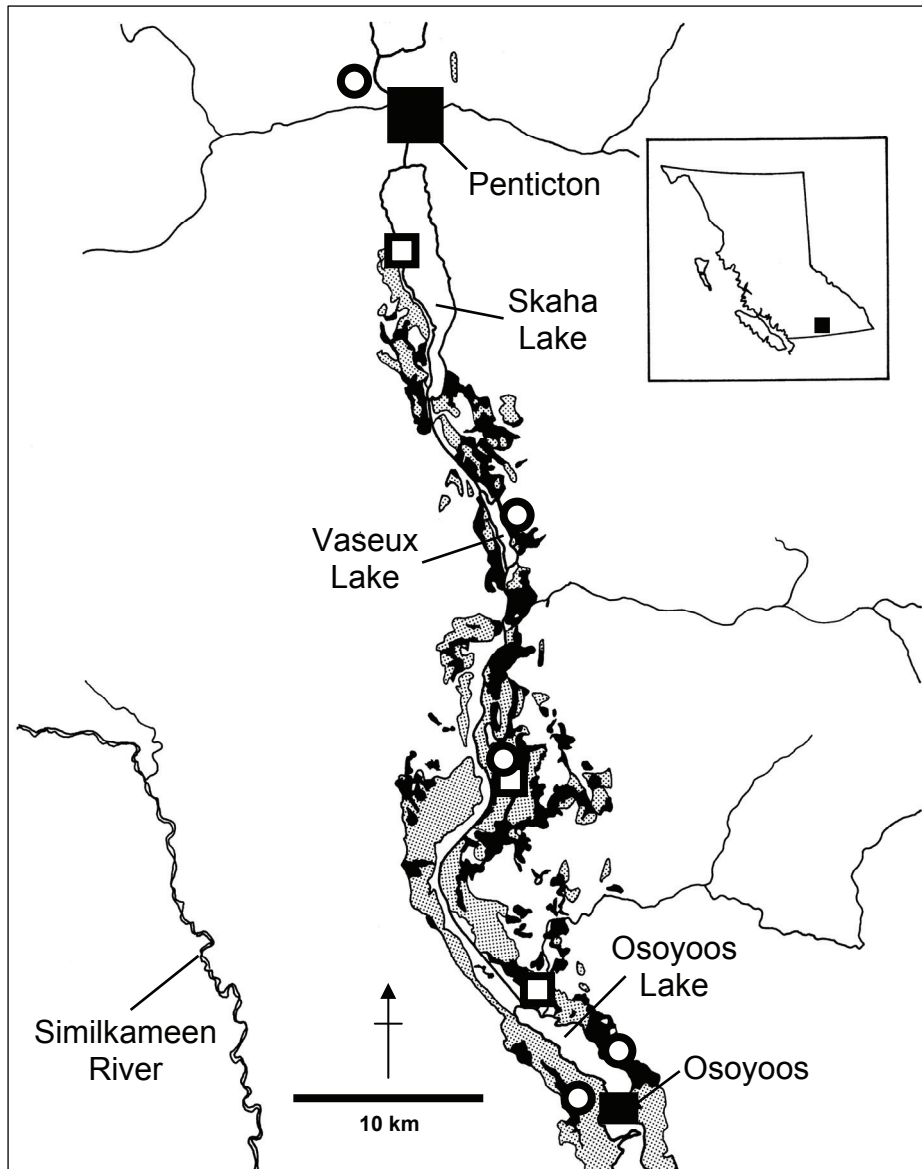 Penticton
Skaha
Lake
Vaseux
Lake
Osoyoos
Lake
Similkameen
River
Osoyoos
10 km